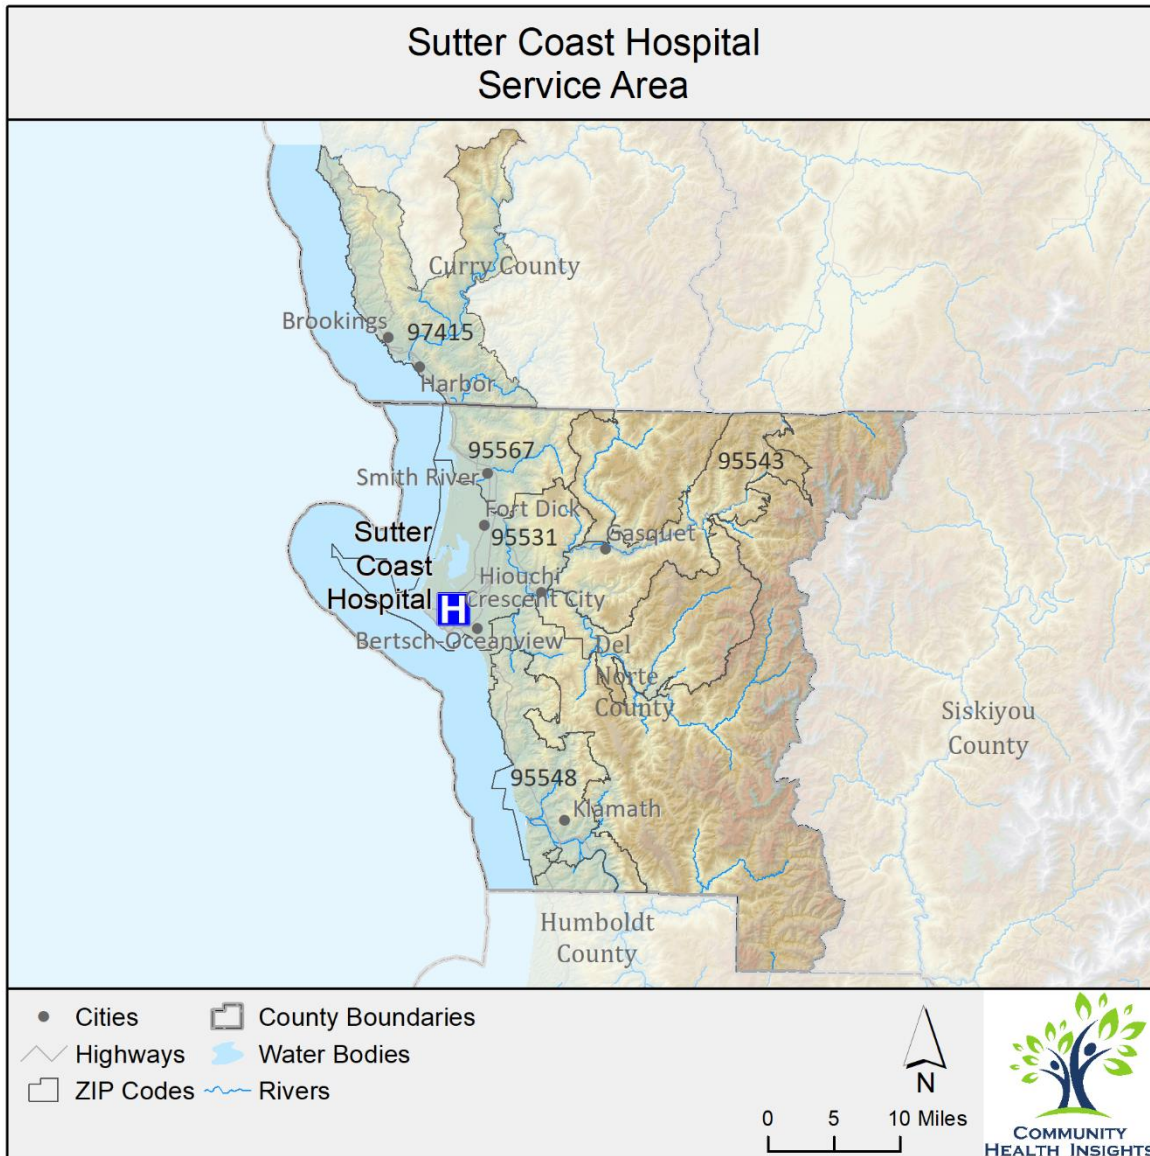 Sutter Coast Hospital
Service Area
Curry County
Brookings
97415
Harbor
95567
95543
Smith River
Fort Dick
Sutter
Coast
Hospital
95531
Gasquet
Hiouchi
H
Crescent City
Bertsch-Oceanview
Del
Norte
County
Siskiyou
County
95548
Klamath
Humboldt
County
Cities
County Boundaries
Highways
Water Bodies
ZIP Codes
Rivers
N
0 5 10 Miles
COMMUNITY
HEALTH INSIGHTS